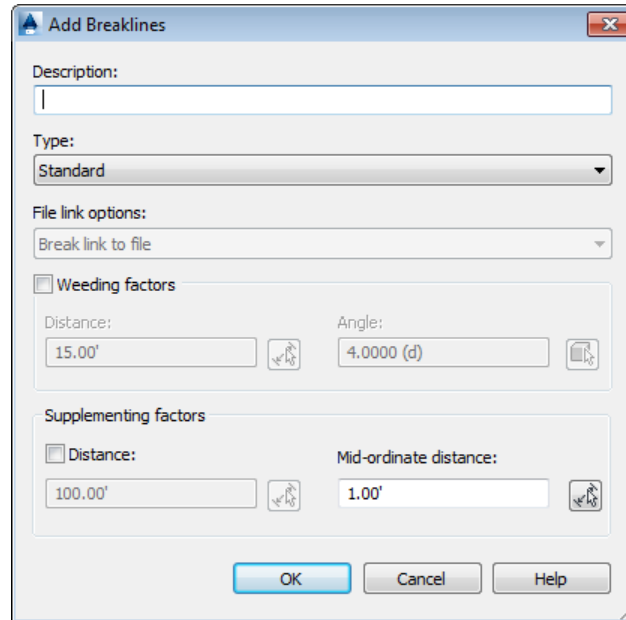 Add Breaklines
Description:
Type:
Standard
File link options:
Break link to file
Weeding factors
Distance: Angle:
15.00' 4.0000 (d)
Supplementing factors
Distance: Mid-ordinate distance:
100.00' 1.00'
OK Cancel Help